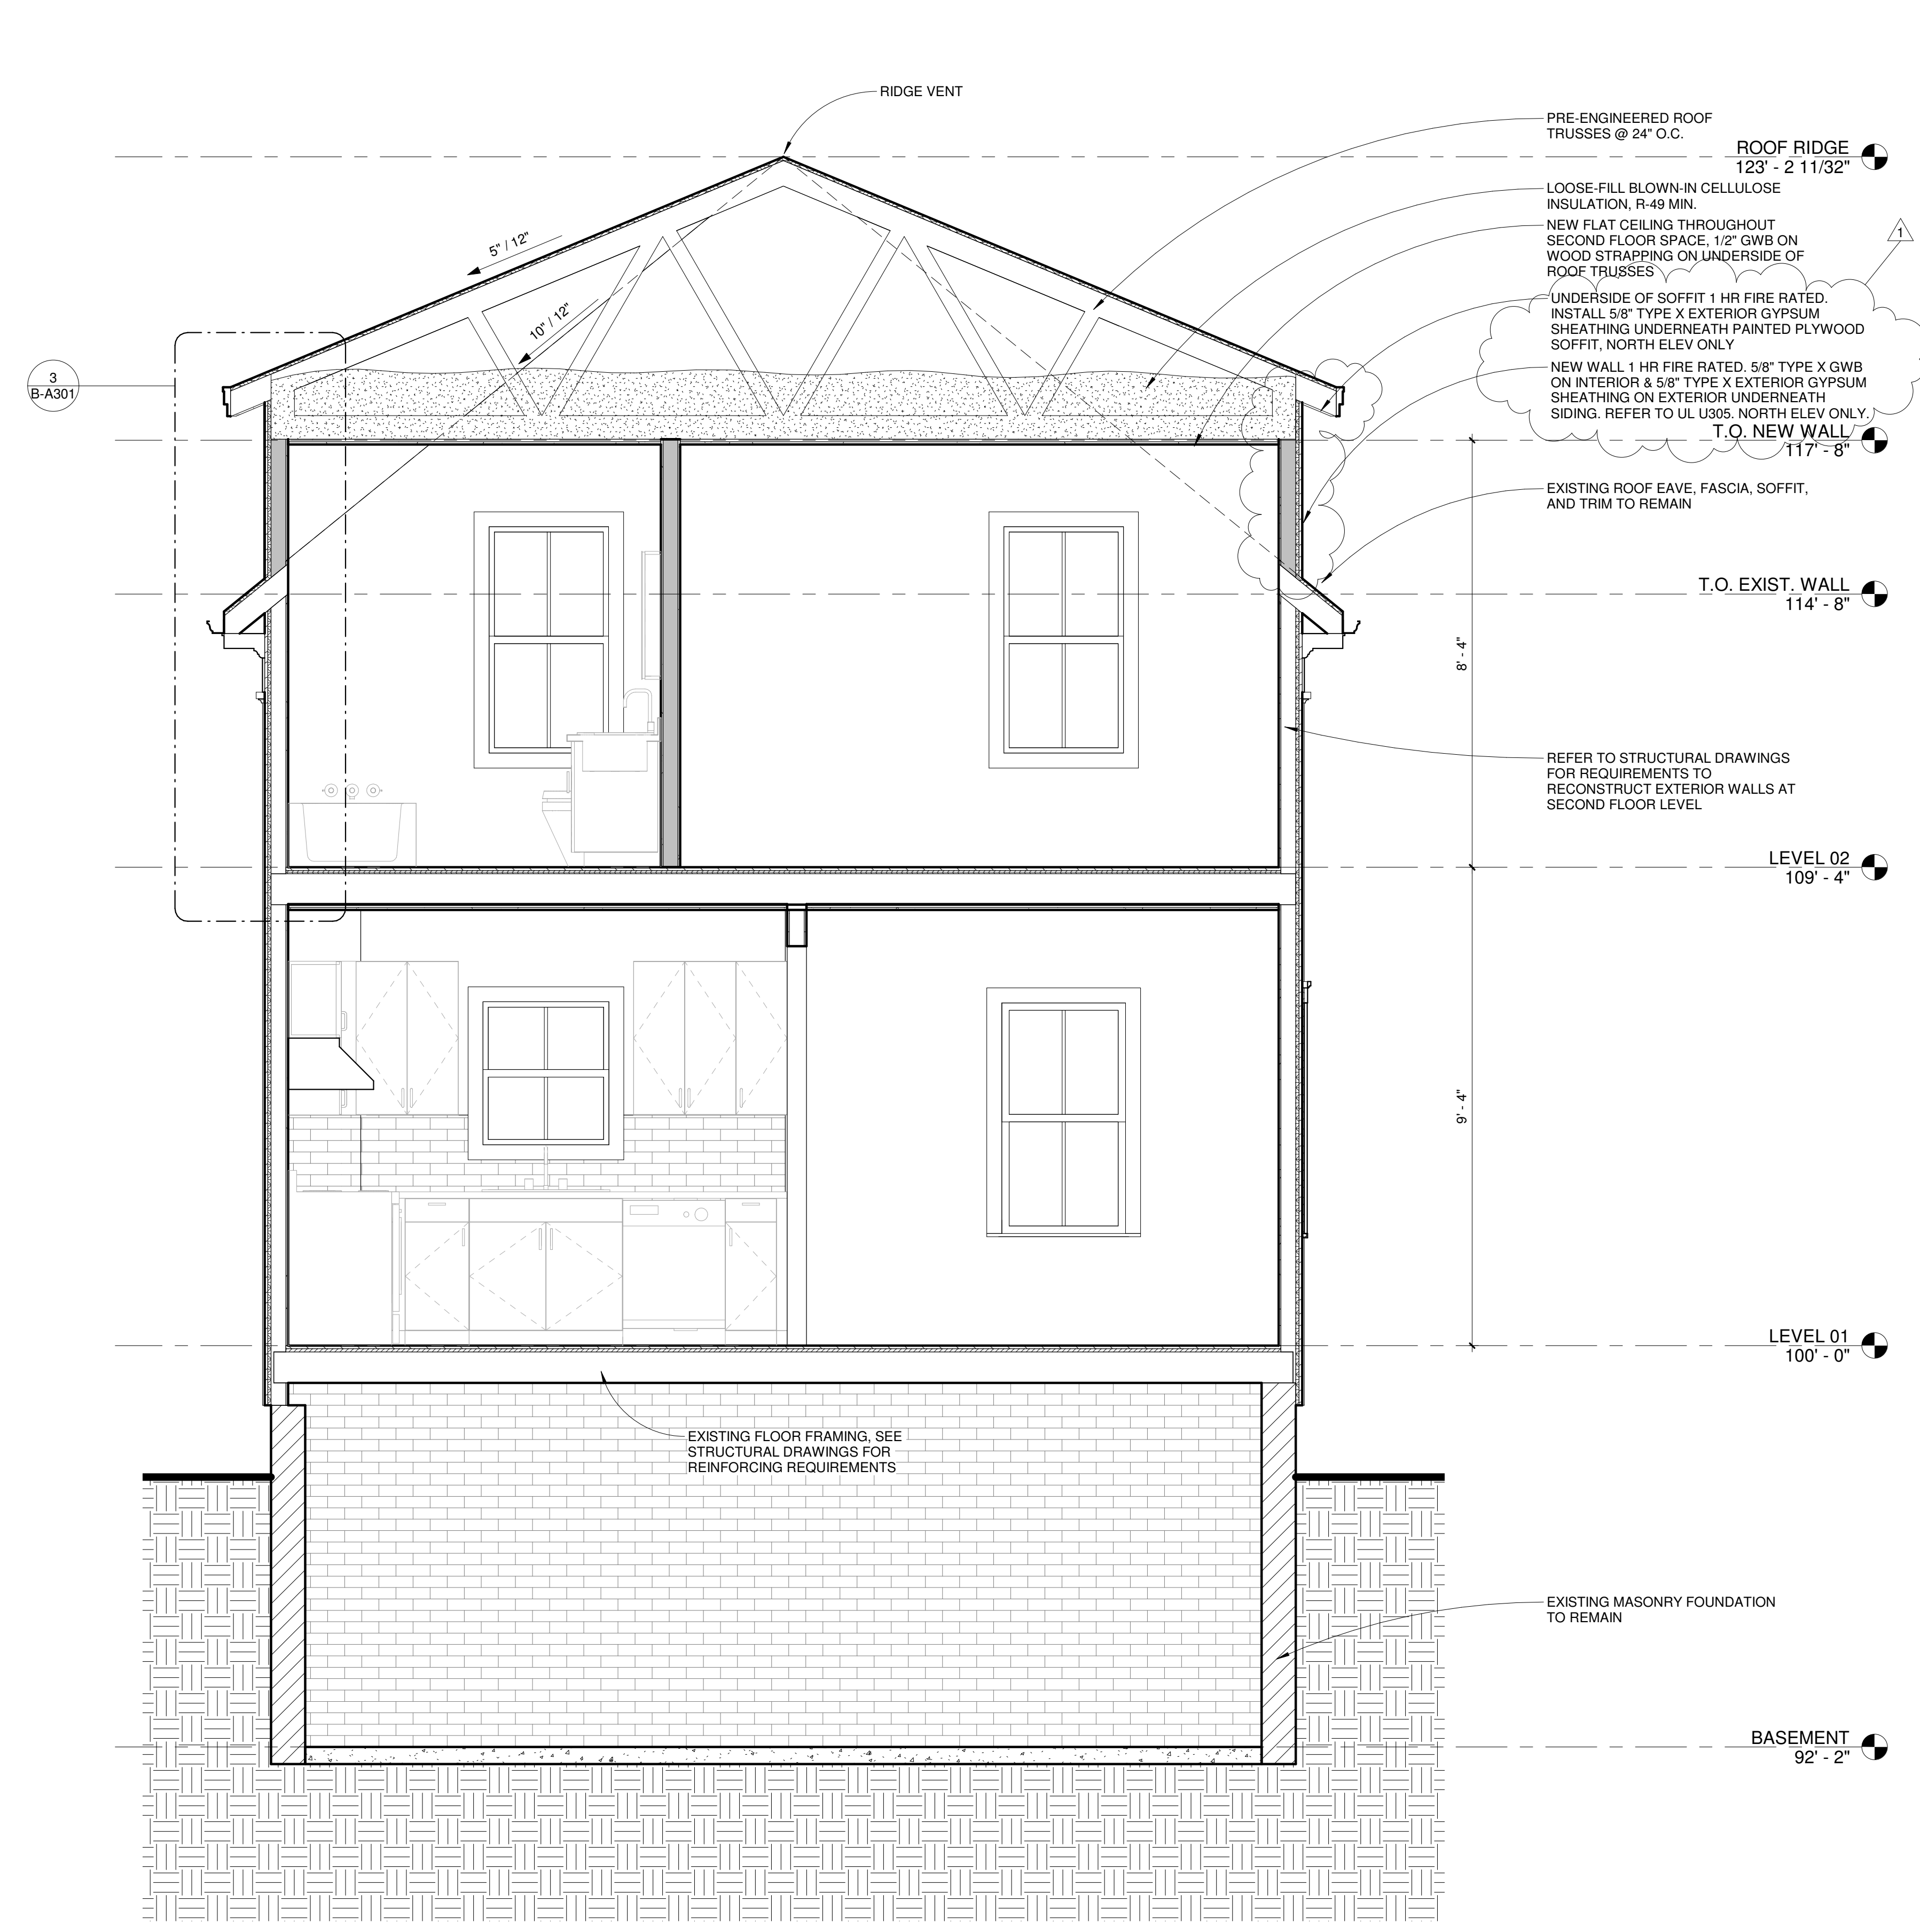 RIDGE VENT
PRE-ENGINEERED ROOF
TRUSSES @ 24" O.C.
ROOF RIDGE
123' - 2 11/32"
LOOSE-FILL BLOWN-IN CELLULOSE
INSULATION, R-49 MIN.
NEW FLAT CEILING THROUGHOUT
SECOND FLOOR SPACE, 1/2" GWB ON
WOOD STRAPPING ON UNDERSIDE OF
ROOF TRUSSES
1
5" / 12"
10" / 12"
UNDERSIDE OF SOFFIT 1 HR FIRE RATED.
INSTALL 5/8" TYPE X EXTERIOR GYPSUM
SHEATHING UNDERNEATH PAINTED PLYWOOD
SOFFIT, NORTH ELEV ONLY
NEW WALL 1 HR FIRE RATED. 5/8" TYPE X GWB
ON INTERIOR & 5/8" TYPE X EXTERIOR GYPSUM
SHEATHING ON EXTERIOR UNDERNEATH
SIDING. REFER TO UL U305. NORTH ELEV ONLY.
3
B-A301
T.O. NEW WALL
117' - 8"
EXISTING ROOF EAVE, FASCIA, SOFFIT,
AND TRIM TO REMAIN
T.O. EXIST. WALL
114' - 8"
8' - 4"
REFER TO STRUCTURAL DRAWINGS
FOR REQUIREMENTS TO
RECONSTRUCT EXTERIOR WALLS AT
SECOND FLOOR LEVEL
LEVEL 02
109' - 4"
9' - 4"
LEVEL 01
100' - 0"
EXISTING FLOOR FRAMING, SEE
STRUCTURAL DRAWINGS FOR
REINFORCING REQUIREMENTS
EXISTING MASONRY FOUNDATION
TO REMAIN
BASEMENT
92' - 2"